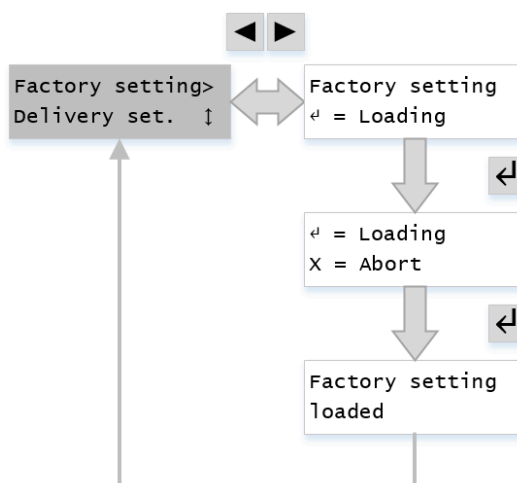 Factory setting>
Delivery set. ↕
Factory setting
↵ = Loading
↵ = Loading
X = Abort
Factory setting
loaded